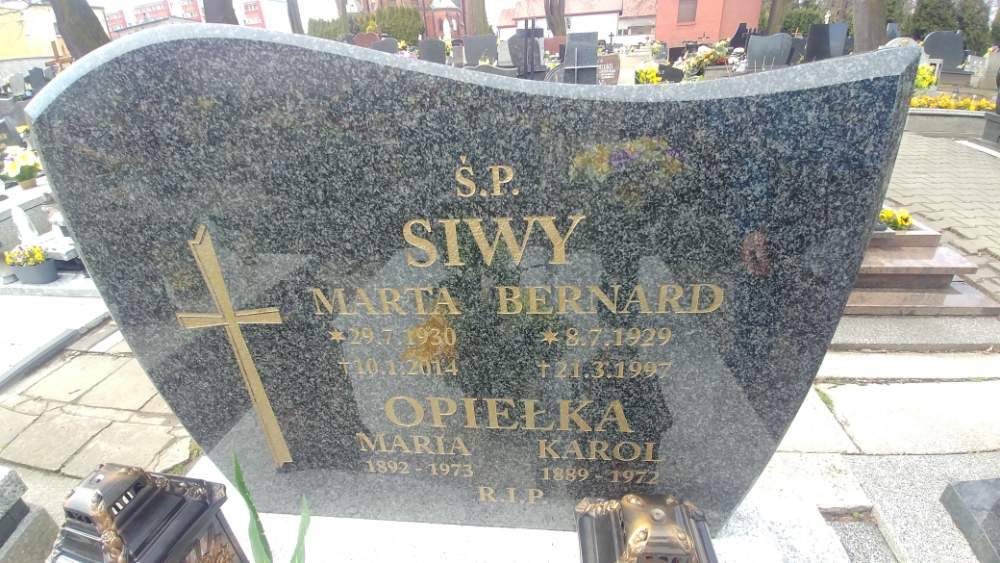 Ś.P.
SIWY
MARTA BERNARD
*29.7.1930 *8.7.1929
†10.1.2014 †21.3.1997
OPIEŁKA
MARIA KAROL
1892-1973 1889-1972
R.I.P